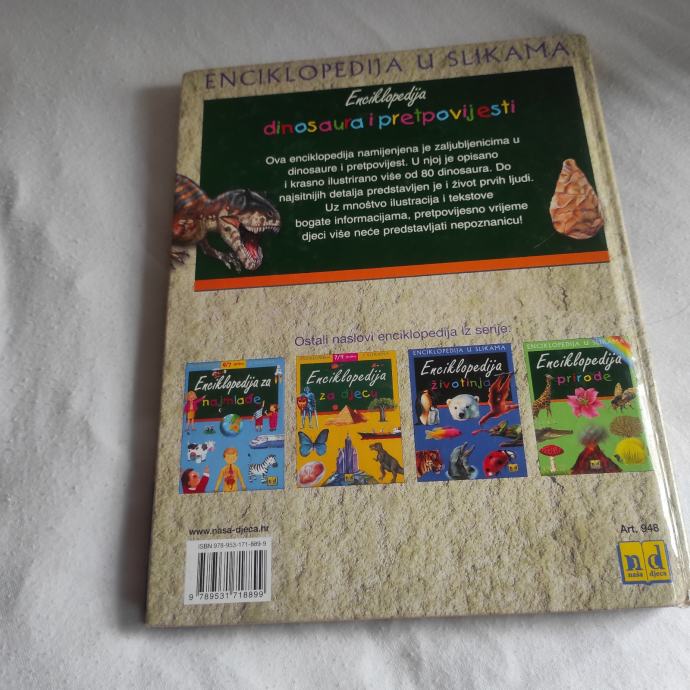 ENCIKLOPEDIJA U SLIKAMA
Enciklopedija
dinosaura i pretpovijesti
Ova enciklopedija namijenjena je zaljubljenicima u
dinosaure i pretpovijest. U njoj je opisano
i krasno ilustrirano više od 80 dinosaura. Do
najsitnijih detalja predstavljen je i život prvih ljudi.
Uz mnoštvo ilustracija i tekstove
bogate informacijama, pretpovijesno vrijeme
djeci više neće predstavljati nepoznanicu!
Ostali naslovi enciklopedija iz serije:
Enciklopedija za
najmlađe
Enciklopedija
za djecu
ENCIKLOPEDIJA U SLIKAMA
Enciklopedija
životinja
ENCIKLOPEDIJA U SLIKAMA
Enciklopedija
prirode
www.nasa-djeca.hr
ISBN 978-953-171-889-9
9 789531 718899
Art. 948
nd
naša djeca